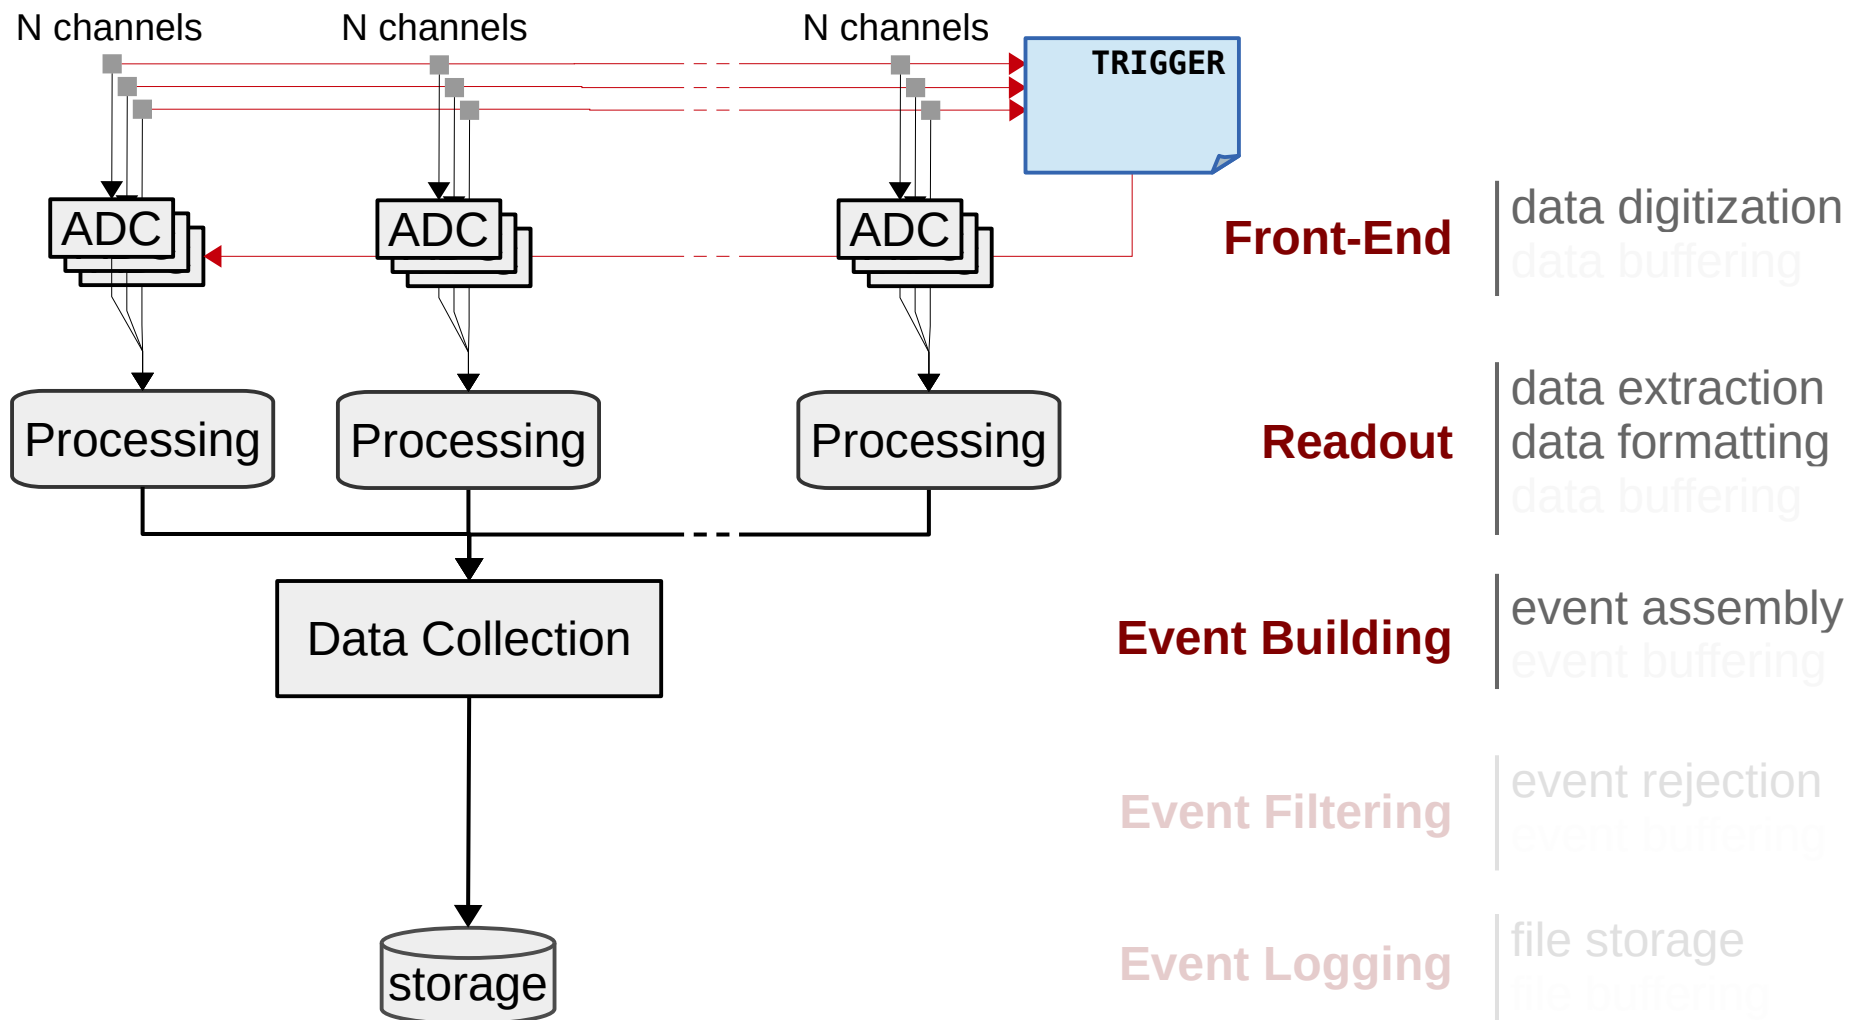 N channels
N channels
N channels
TRIGGER
ADC
ADC
ADC
Front-End
data digitization
data buffering
Processing
Processing
Processing
Readout
data extraction
data formatting
data buffering
Data Collection
Event Building
event assembly
event buffering
Event Filtering
event rejection
event buffering
storage
Event Logging
file storage
file buffering